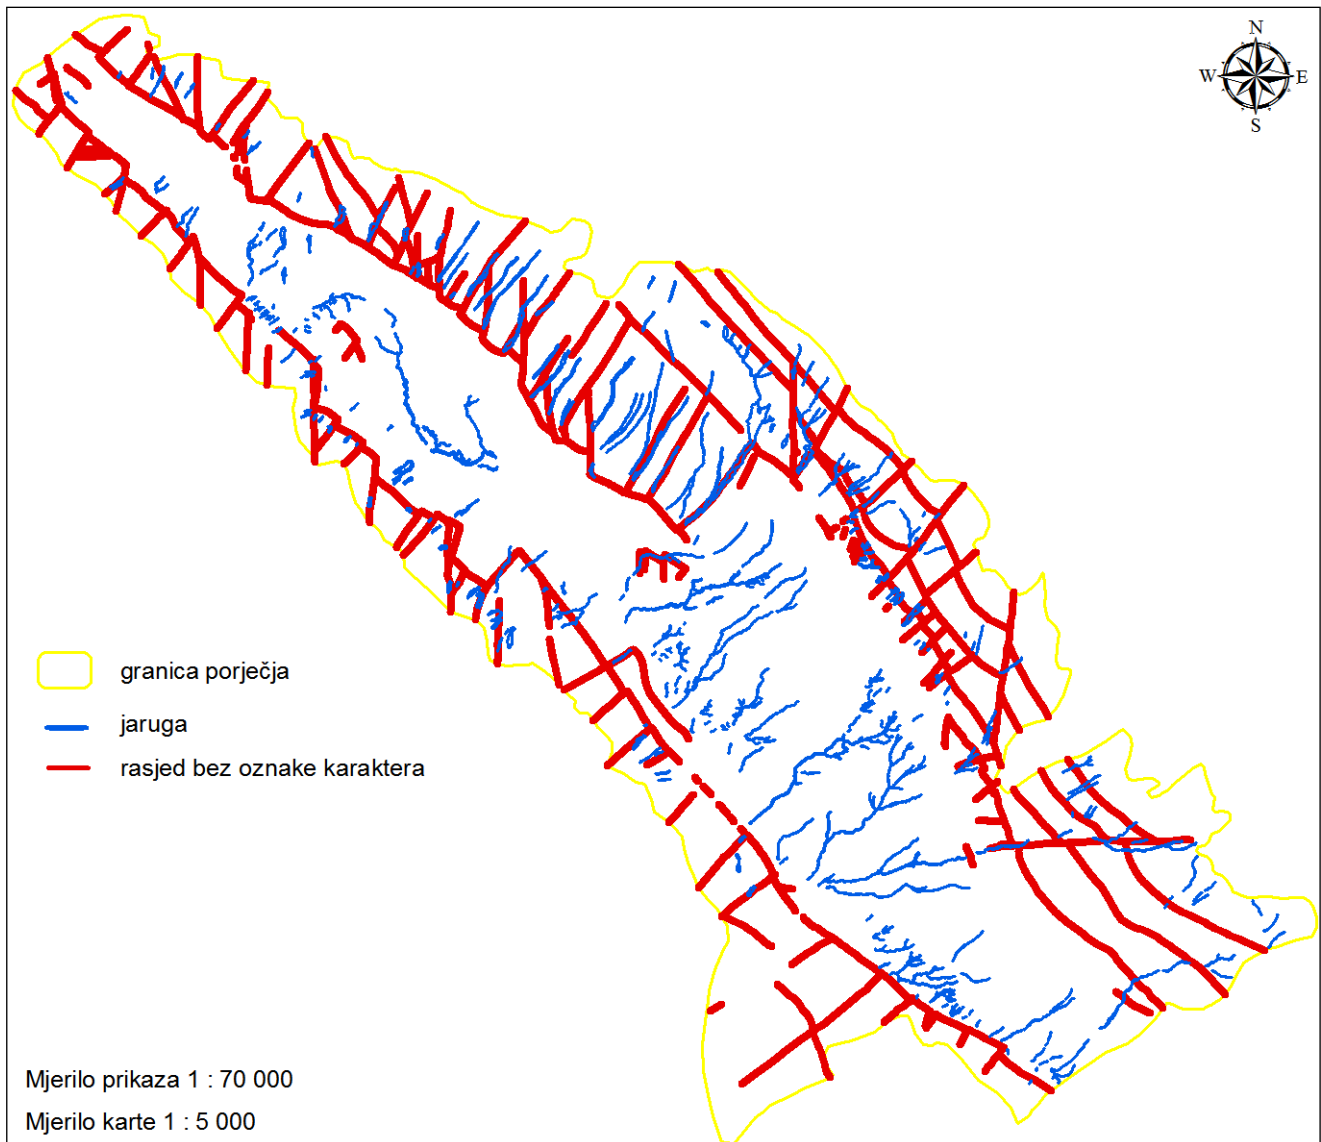 N
W E
S
granica porječja
jaruga
rasjed bez oznake karaktera
Mjerilo prikaza 1 : 70 000
Mjerilo karte 1 : 5 000